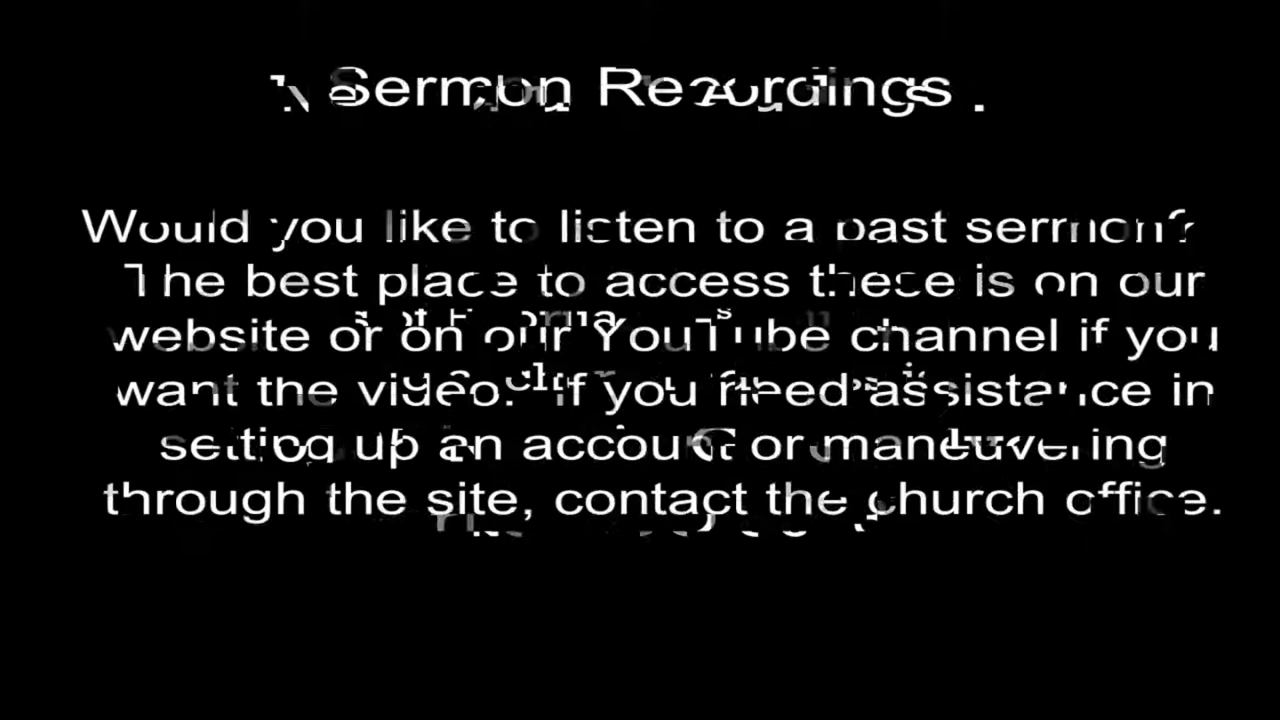 Sermon Recordings
Would you like to listen to a past sermon?
The best place to access these is on our
website or on our YouTube channel if you
want the video. If you need assistance in
setting up an account or maneuvering
through the site, contact the church office.